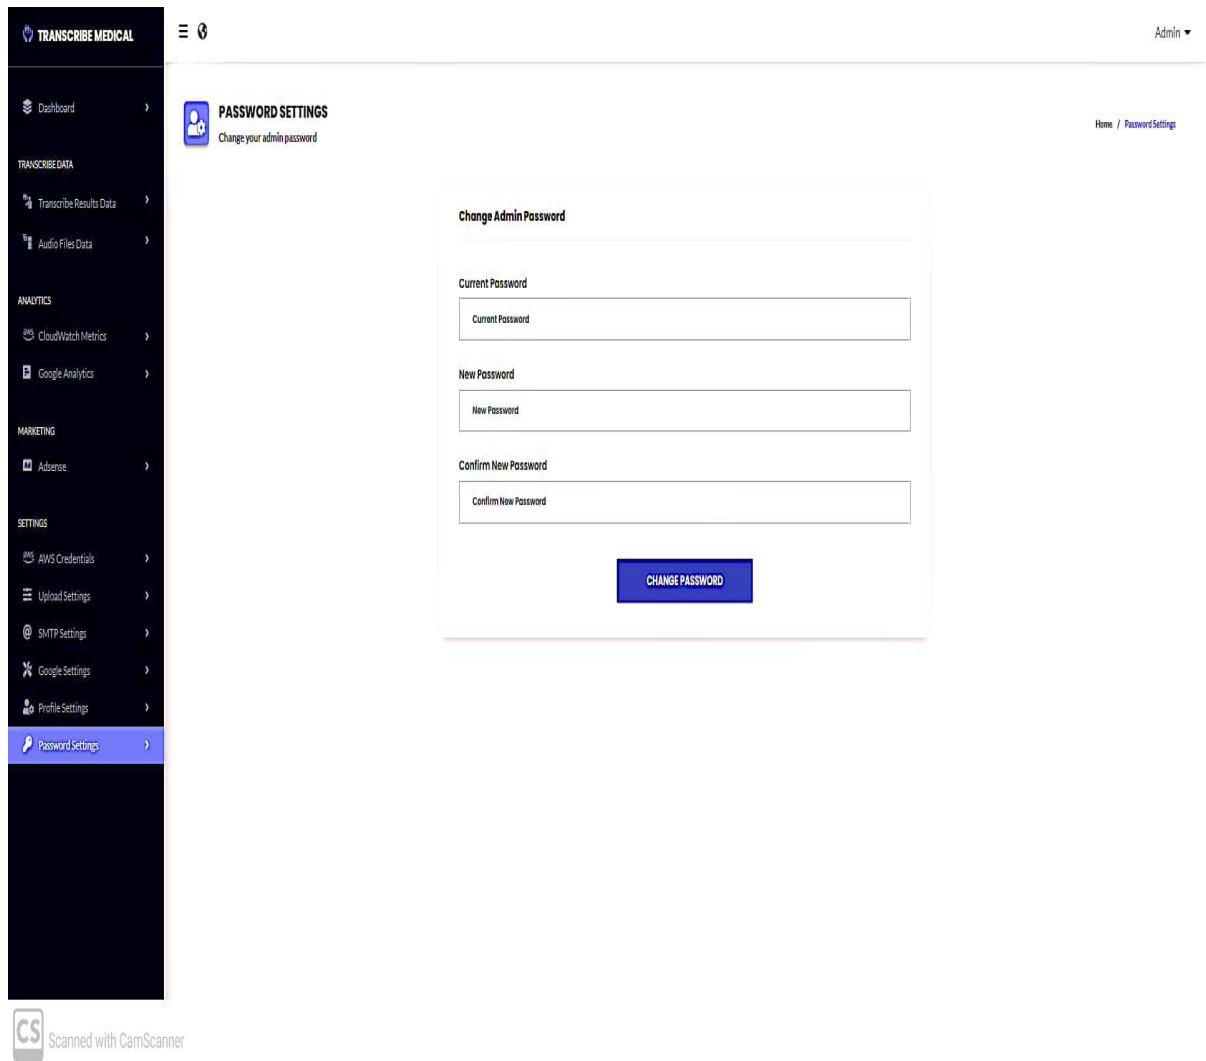 TRANSCRIBE MEDICAL
Admin
Dashboard
TRANSCRIBE DATA
Transcribe Results Data
Audio Files Data
ANALYTICS
aws CloudWatch Metrics
Google Analytics
MARKETING
Adsense
SETTINGS
aws AWS Credentials
Upload Settings
@ SMTP Settings
Google Settings
Profile Settings
Password Settings
PASSWORD SETTINGS
Change your admin password
Home / Password Settings
Change Admin Password
Current Password
Current Password
New Password
New Password
Confirm New Password
Confirm New Password
CHANGE PASSWORD
CS Scanned with CamScanner